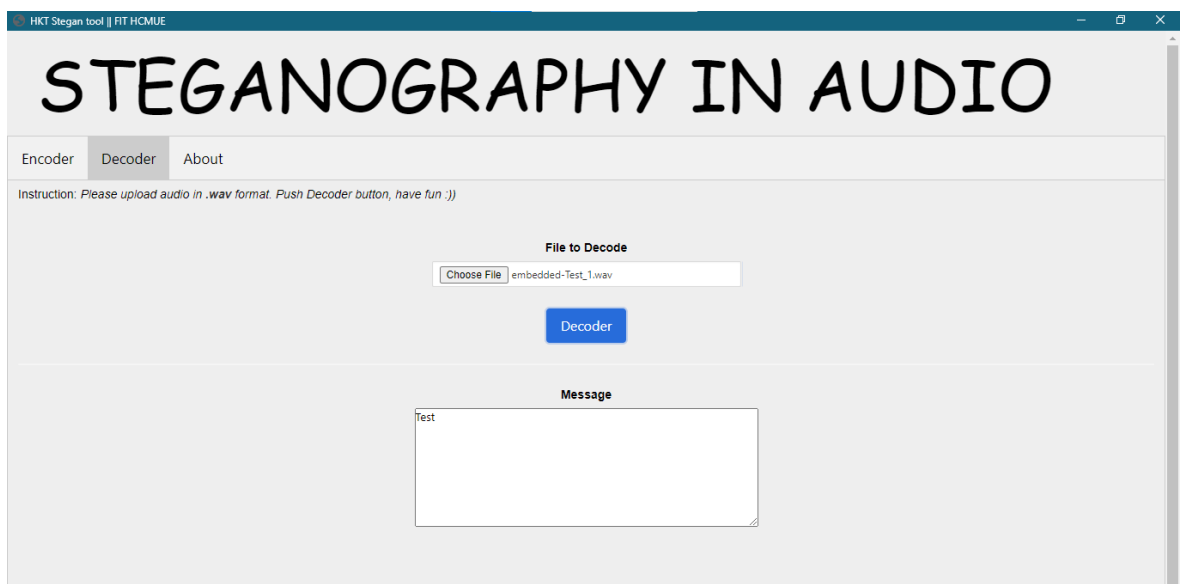 HKT Stegan tool || FIT HCMUE
STEGANOGRAPHY IN AUDIO
Encoder Decoder About
Instruction: Please upload audio in .wav format. Push Decoder button, have fun :))
File to Decode
Choose File embedded-Test_1.wav
Decoder
Message
Test